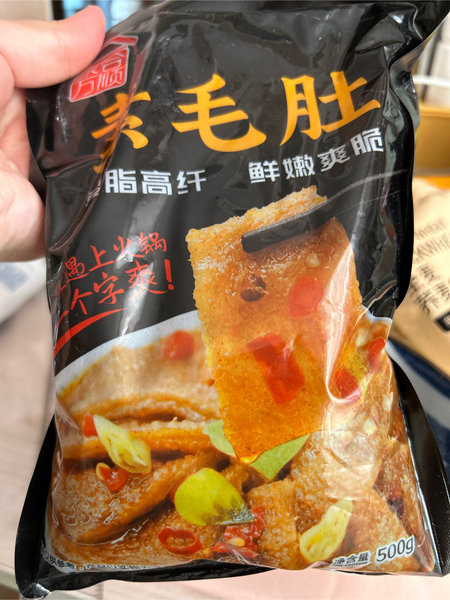 素毛肚
脂高纤 鲜嫩爽脆
遇上火锅
一个字爽!
净含量 500g